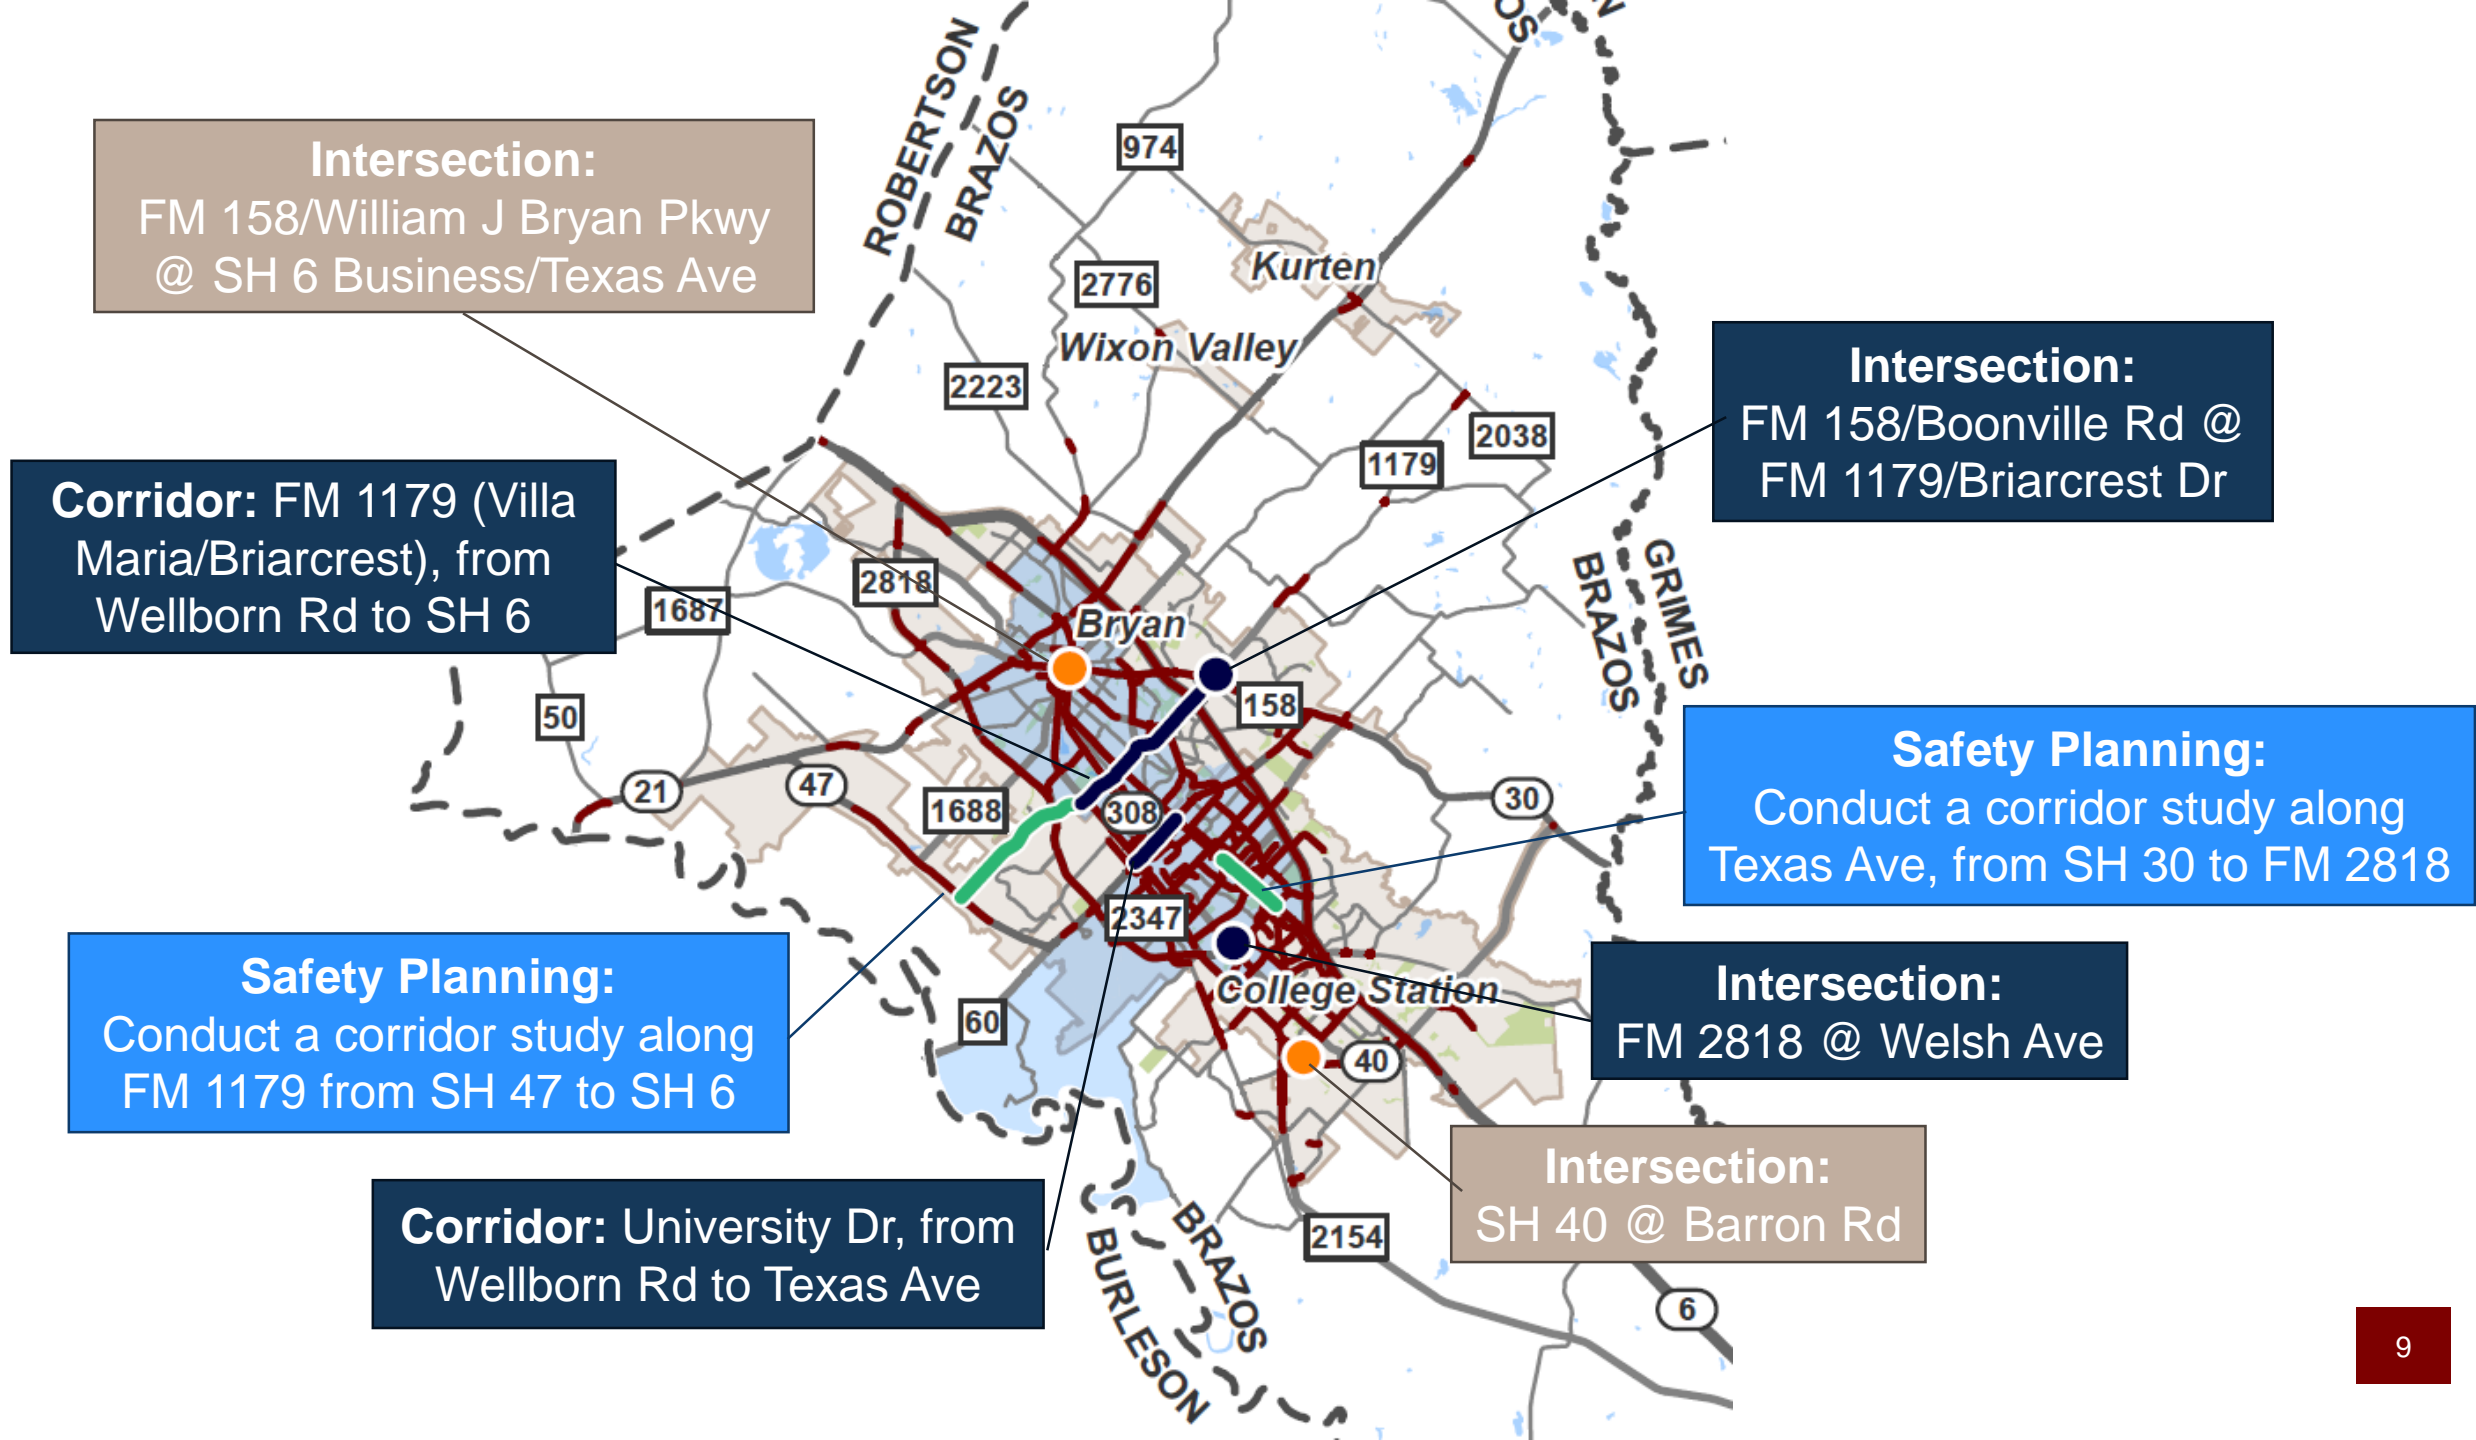 OS
N
ROBERTSON
BRAZOS
974
Intersection:
FM 158/William J Bryan Pkwy
@ SH 6 Business/Texas Ave
Kurten
2776
Wixon Valley
2223
Intersection:
FM 158/Boonville Rd @
FM 1179/Briarcrest Dr
2038
1179
Corridor: FM 1179 (Villa
Maria/Briarcrest), from
Wellborn Rd to SH 6
2818
1687
GRIMES
BRAZOS
Bryan
158
50
21
47
1688
308
30
Safety Planning:
Conduct a corridor study along
Texas Ave, from SH 30 to FM 2818
2347
Safety Planning:
Conduct a corridor study along
FM 1179 from SH 47 to SH 6
60
College Station
Intersection:
FM 2818 @ Welsh Ave
40
Intersection:
SH 40 @ Barron Rd
Corridor: University Dr, from
Wellborn Rd to Texas Ave
BRAZOS
BURLESON
2154
6
9